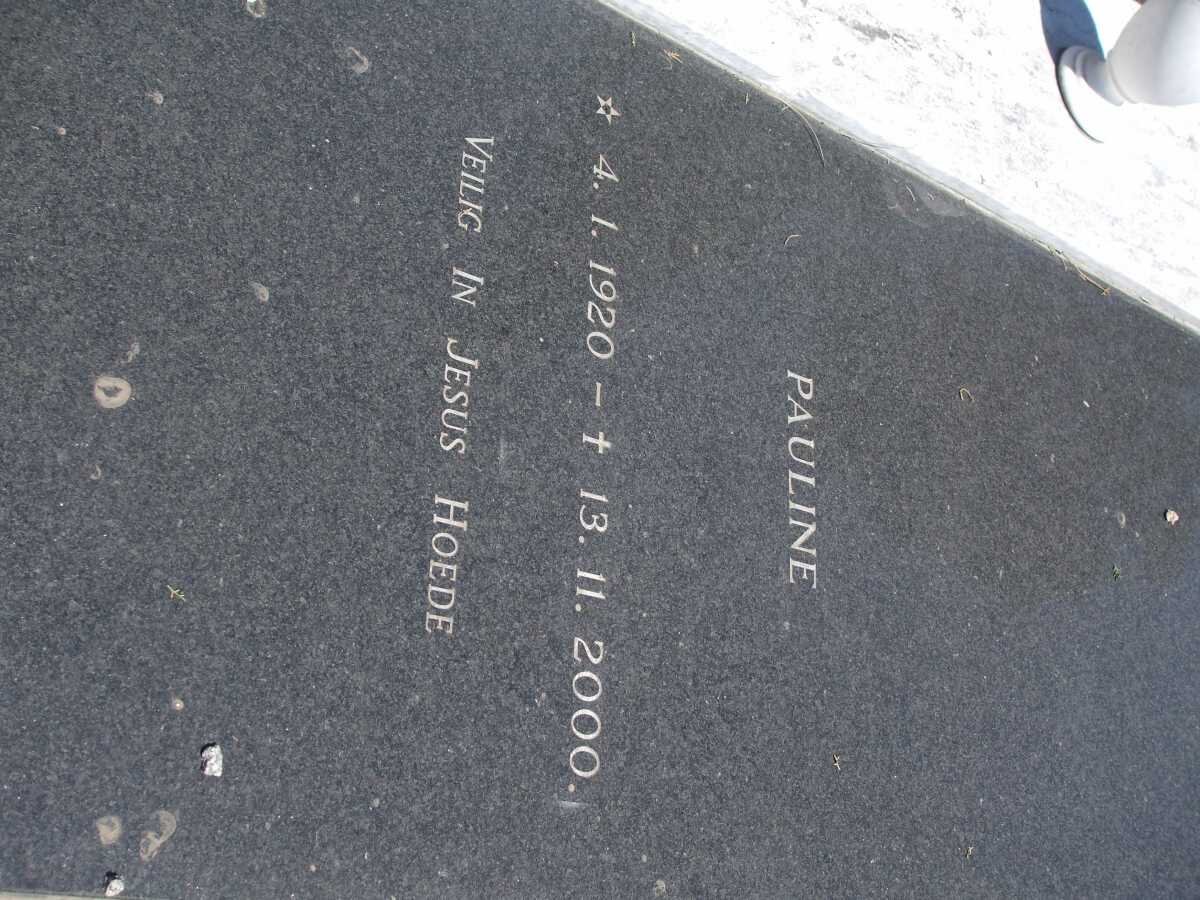 PAULINE
☆ 4. 1. 1920 – † 13. 11. 2000.
VEILIG IN JESUS HOEDE